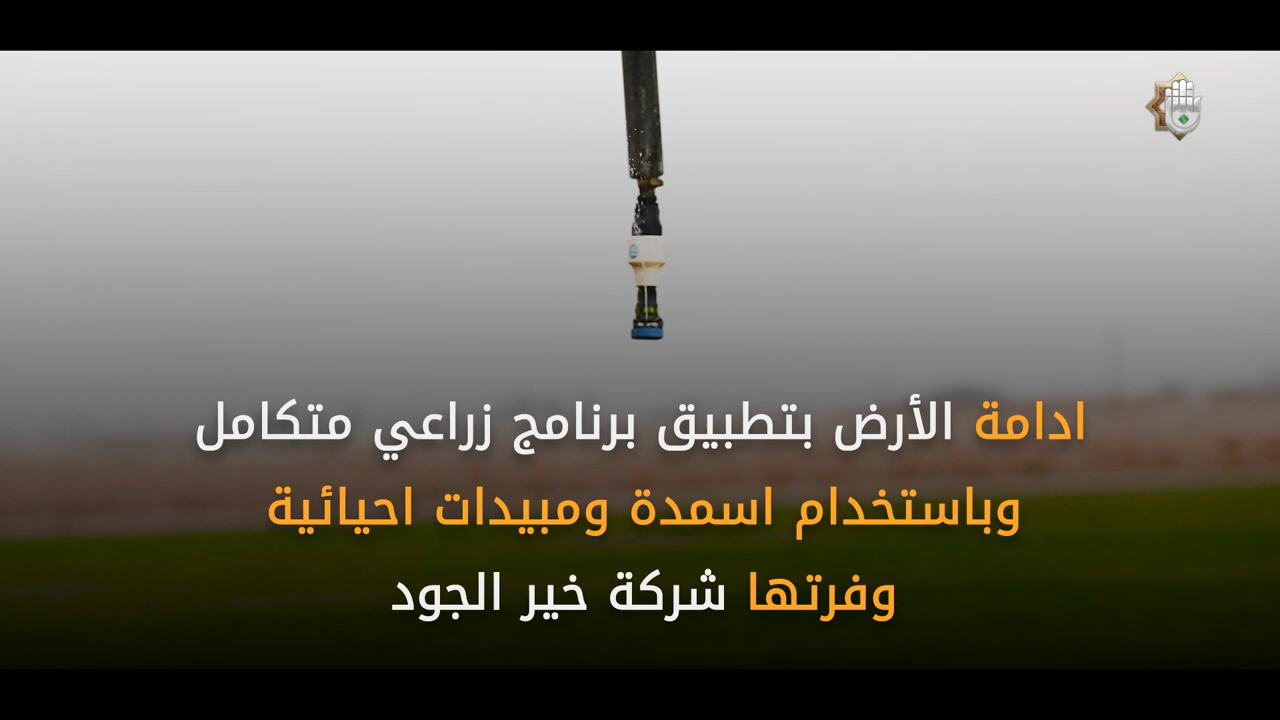 ادامة الأرض بتطبيق برنامج زراعي متكامل
وباستخدام اسمدة ومبيدات احيائية
وفرتها شركة خير الجود